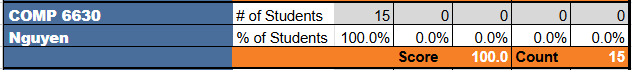 COMP 6630 # of Students 15 0 0 0 0
Nguyen % of Students 100.0% 0.0% 0.0% 0.0% 0.0%
Score 100.0 Count 15